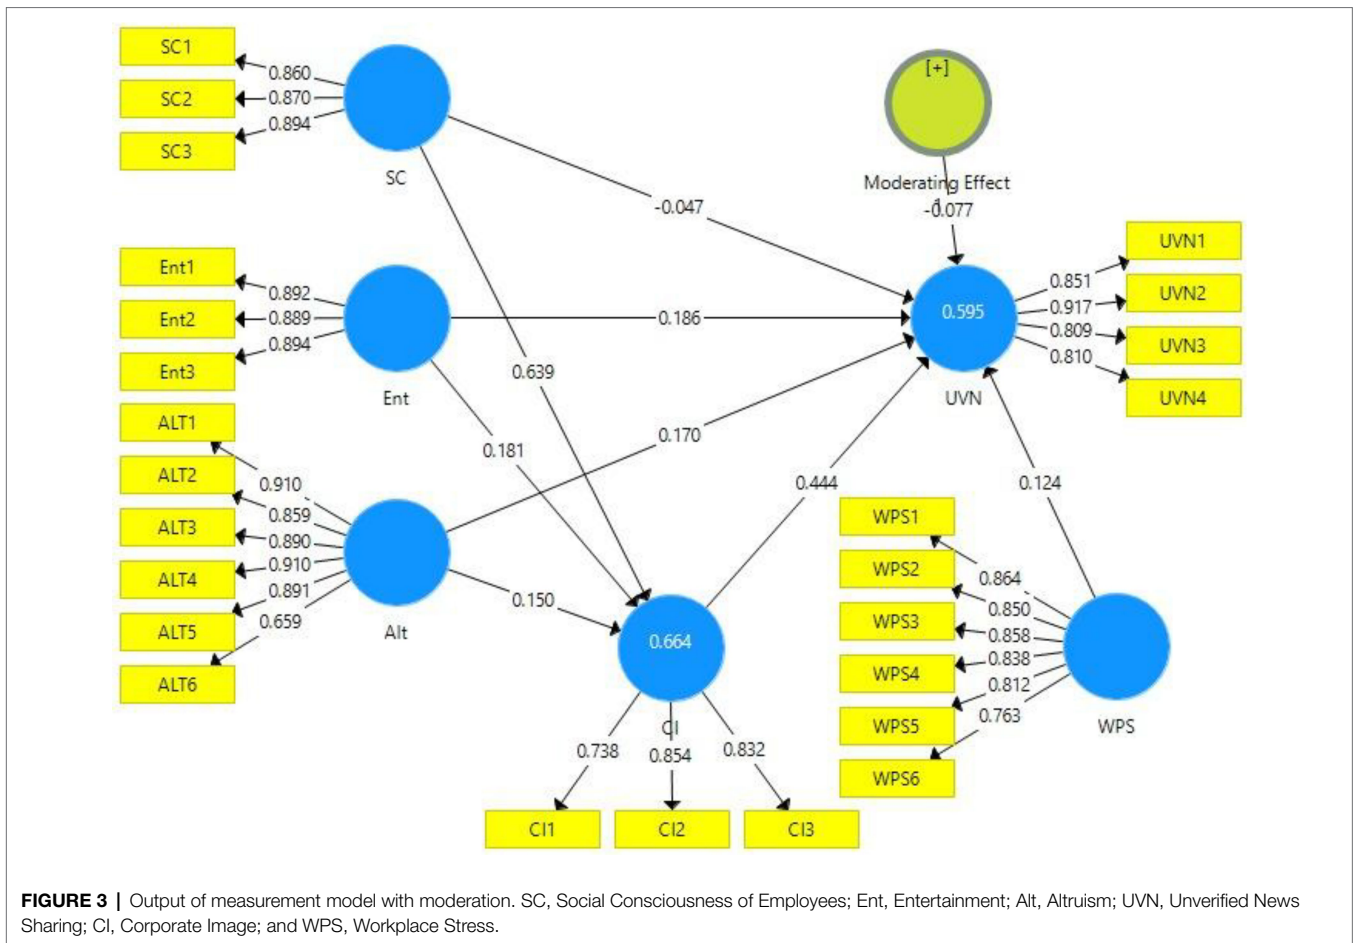 SC1
0.860
SC2
0.870
0.894
SC3
SC
[+]
Moderating Effect
1
-0.077
-0.047
UVN1
0.851
UVN2
0.917
0.809
UVN3
0.810
UVN4
0.595
UVN
Ent1
0.892
Ent2
0.889
0.894
Ent3
Ent
0.186
0.639
0.181
0.170
0.444
0.124
ALT1
0.910
ALT2
0.859
ALT3
0.890
0.910
ALT4
0.891
ALT5
0.659
ALT6
Alt
0.150
0.664
CI
0.738
0.854
0.832
CI1
CI2
CI3
WPS1
0.864
WPS2
0.850
WPS3
0.858
0.838
WPS4
0.812
WPS5
0.763
WPS6
WPS
FIGURE 3 | Output of measurement model with moderation. SC, Social Consciousness of Employees; Ent, Entertainment; Alt, Altruism; UVN, Unverified News
Sharing; CI, Corporate Image; and WPS, Workplace Stress.